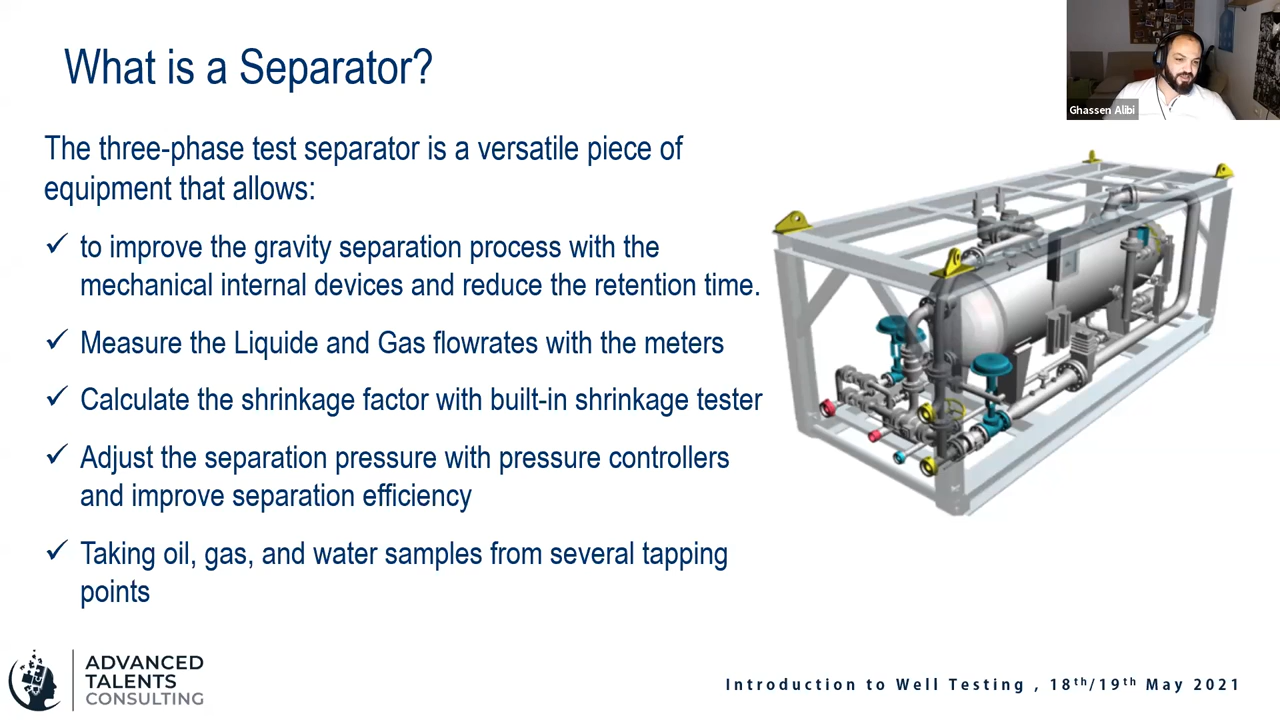 What is a Separator?
Ghassen Alibi
The three-phase test separator is a versatile piece of
equipment that allows:
✓ to improve the gravity separation process with the
mechanical internal devices and reduce the retention time.
✓ Measure the Liquide and Gas flowrates with the meters
✓ Calculate the shrinkage factor with built-in shrinkage tester
✓ Adjust the separation pressure with pressure controllers
and improve separation efficiency
✓ Taking oil, gas, and water samples from several tapping
points
ADVANCED
TALENTS
CONSULTING
Introduction to Well Testing , 18th/19th May 2021